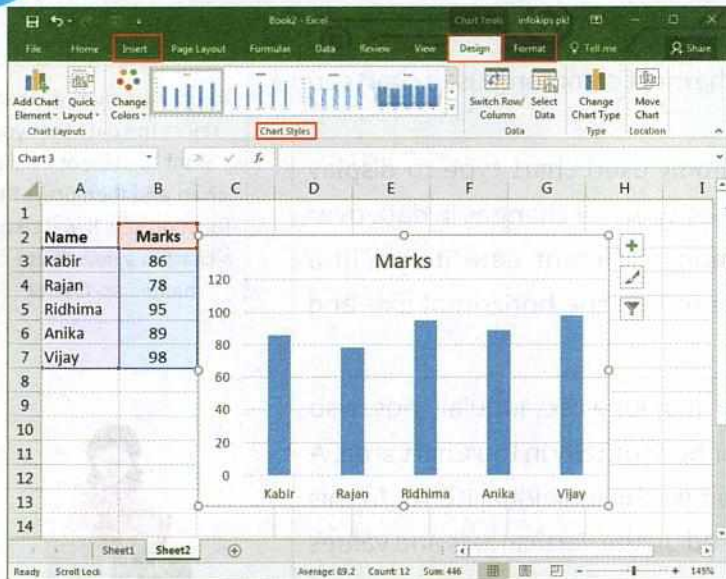 Book2 - Excel Chart Tools infokips pkl
File Home Insert Page Layout Formulas Data Review View Design Format Tell me Share
Add Chart Element Quick Layout Change Colors Switch Row/ Column Select Data Change Chart Type Move Chart
Chart Layouts Chart Styles Data Type Location
Chart 3 fx
A B C D E F G H I
1
2 Name Marks
3 Kabir 86
4 Rajan 78
5 Ridhima 95
6 Anika 89
7 Vijay 98
8
9
10
11
12
13
14
Marks
120
100
80
60
40
20
0
Kabir Rajan Ridhima Anika Vijay
Sheet1 Sheet2
Ready Scroll Lock Average: 89.2 Count: 12 Sum: 446 145%